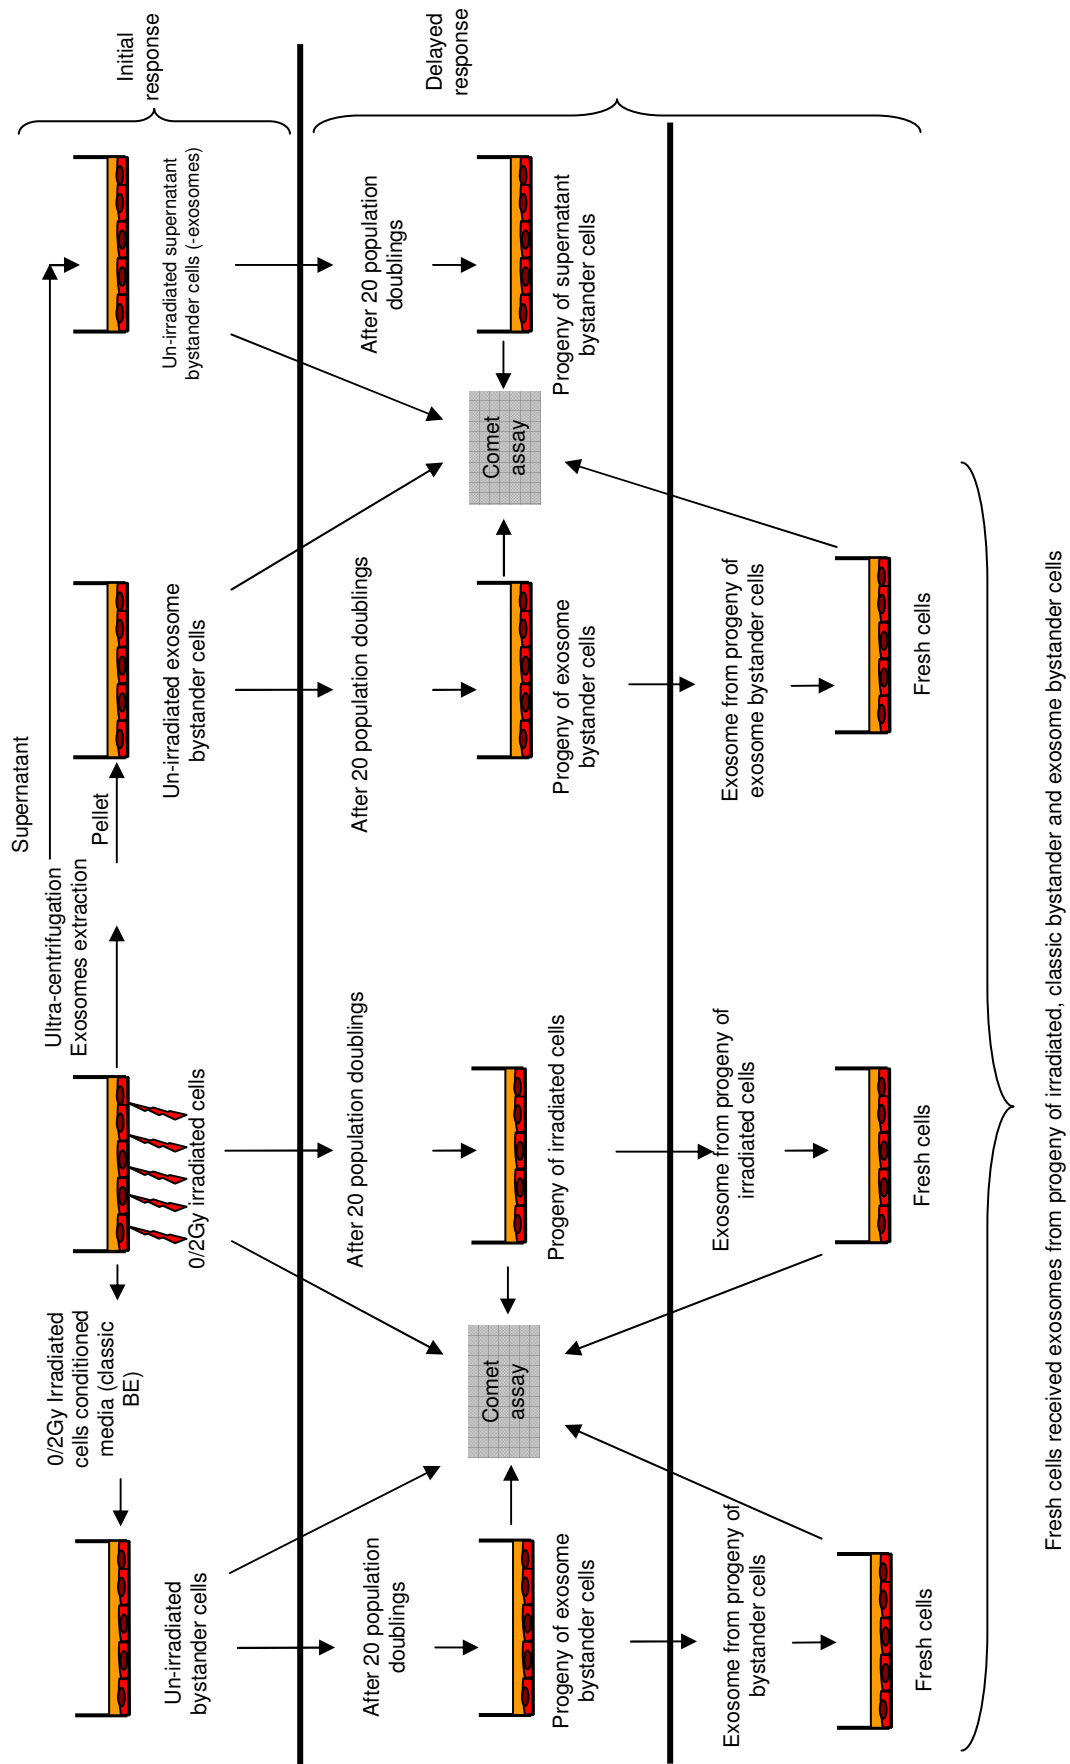 Supernatant
Ultra-centrifugation
Exosomes extraction
Pellet
0/2Gy Irradiated
cells conditioned
media (classic
BE)
Initial
response
Un-irradiated
bystander cells
0/2Gy irradiated cells
Un-irradiated exosome
bystander cells
Un-irradiated supernatant
bystander cells (-exosomes)
After 20 population
doublings
After 20 population doublings
After 20 population doublings
After 20 population
doublings
Delayed
response
Comet
assay
Comet
assay
Progeny of exosome
bystander cells
Progeny of irradiated cells
Progeny of exosome
bystander cells
Progeny of supernatant
bystander cells
Exosome from progeny of
bystander cells
Exosome from progeny of
irradiated cells
Exosome from progeny of
exosome bystander cells
Fresh cells
Fresh cells
Fresh cells
Fresh cells received exosomes from progeny of irradiated, classic bystander and exosome bystander cells